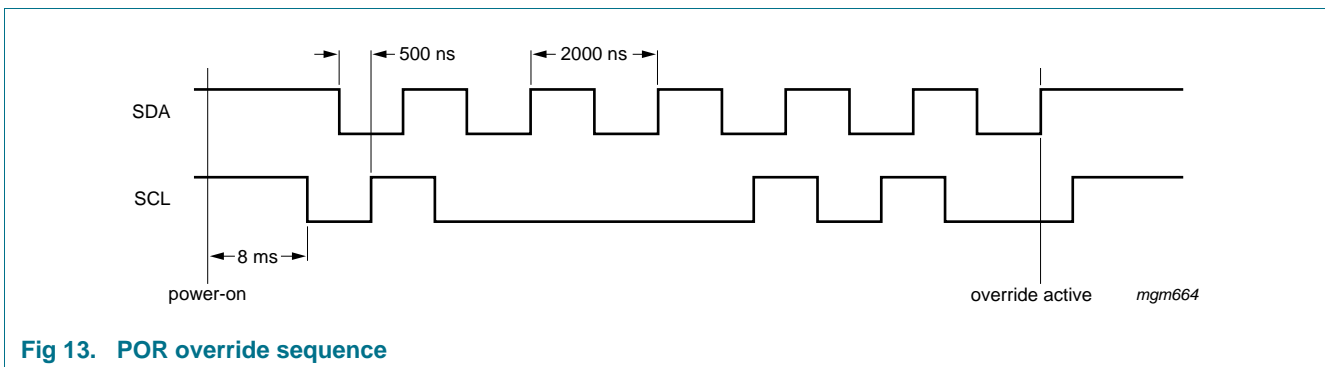 500 ns
2000 ns
SDA
SCL
8 ms
power-on
override active
mgm664
Fig 13. POR override sequence